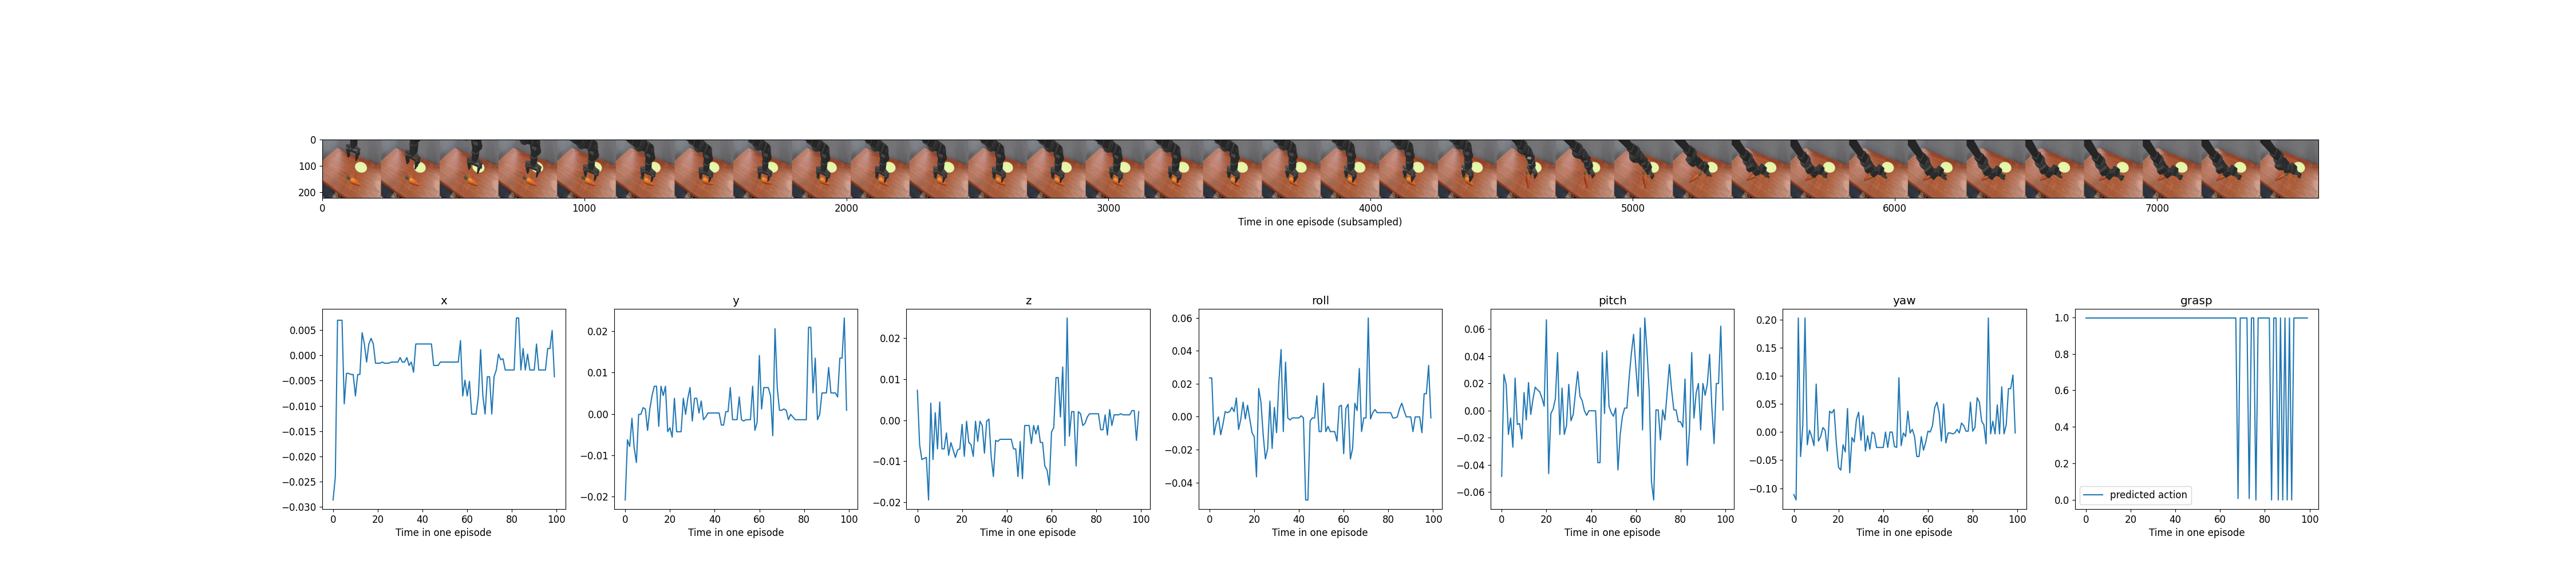 0
100
200
0 1000 2000 3000 4000 5000 6000 7000
Time in one episode (subsampled)
x
0.005
0.000
−0.005
−0.010
−0.015
−0.020
−0.025
−0.030
0 20 40 60 80 100
Time in one episode
y
0.02
0.01
0.00
−0.01
−0.02
0 20 40 60 80 100
Time in one episode
z
0.02
0.01
0.00
−0.01
−0.02
0 20 40 60 80 100
Time in one episode
roll
0.06
0.04
0.02
0.00
−0.02
−0.04
0 20 40 60 80 100
Time in one episode
pitch
0.06
0.04
0.02
0.00
−0.02
−0.04
−0.06
0 20 40 60 80 100
Time in one episode
yaw
0.20
0.15
0.10
0.05
0.00
−0.05
−0.10
0 20 40 60 80 100
Time in one episode
grasp
1.0
0.8
0.6
0.4
0.2
0.0
predicted action
0 20 40 60 80 100
Time in one episode